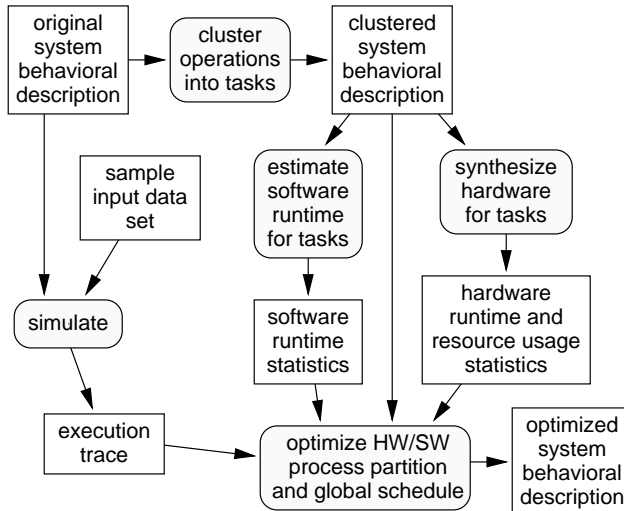 original
system
behavioral
description
cluster
operations
into tasks
clustered
system
behavioral
description
sample
input data
set
estimate
software
runtime
for tasks
synthesize
hardware
for tasks
simulate
software
runtime
statistics
hardware
runtime and
resource usage
statistics
execution
trace
optimize HW/SW
process partition
and global schedule
optimized
system
behavioral
description